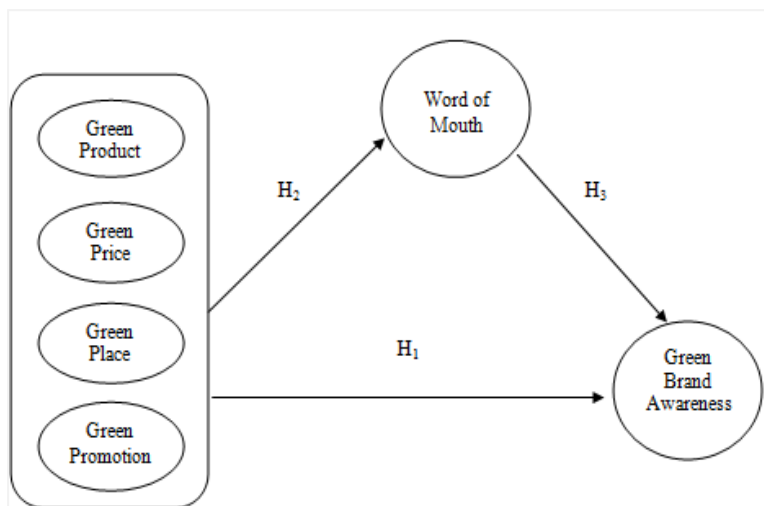 Green
Product
Green
Price
Green
Place
Green
Promotion
H₂
Word of
Mouth
H₃
H₁
Green
Brand
Awareness